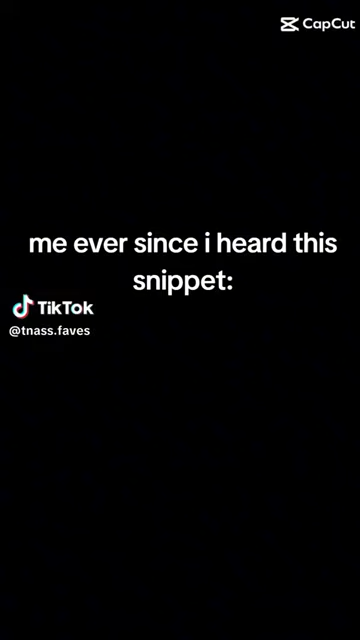 CapCut
me ever since i heard this
snippet:
TikTok
@tnass.faves